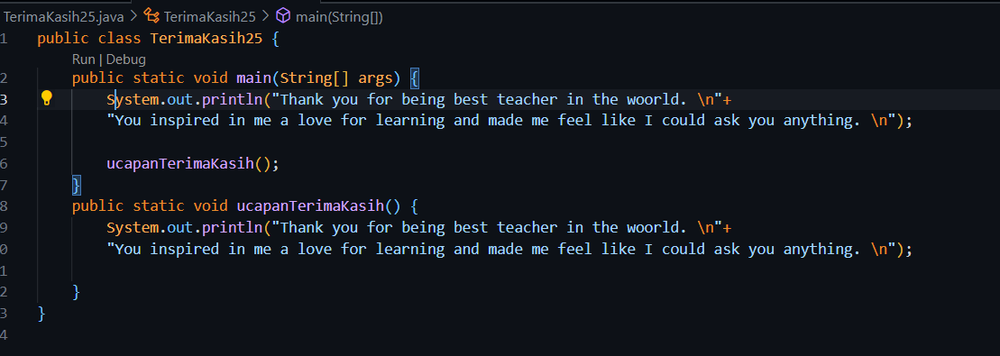 TerimaKasih25.java > TerimaKasih25 > main(String[])
1 public class TerimaKasih25 {
Run | Debug
2 public static void main(String[] args) {
3 System.out.println("Thank you for being best teacher in the woorld. \n"+
4 "You inspired in me a love for learning and made me feel like I could ask you anything. \n");
5
6 ucapanTerimaKasih();
7 }
8 public static void ucapanTerimaKasih() {
9 System.out.println("Thank you for being best teacher in the woorld. \n"+
0 "You inspired in me a love for learning and made me feel like I could ask you anything. \n");
1
2 }
3 }
4